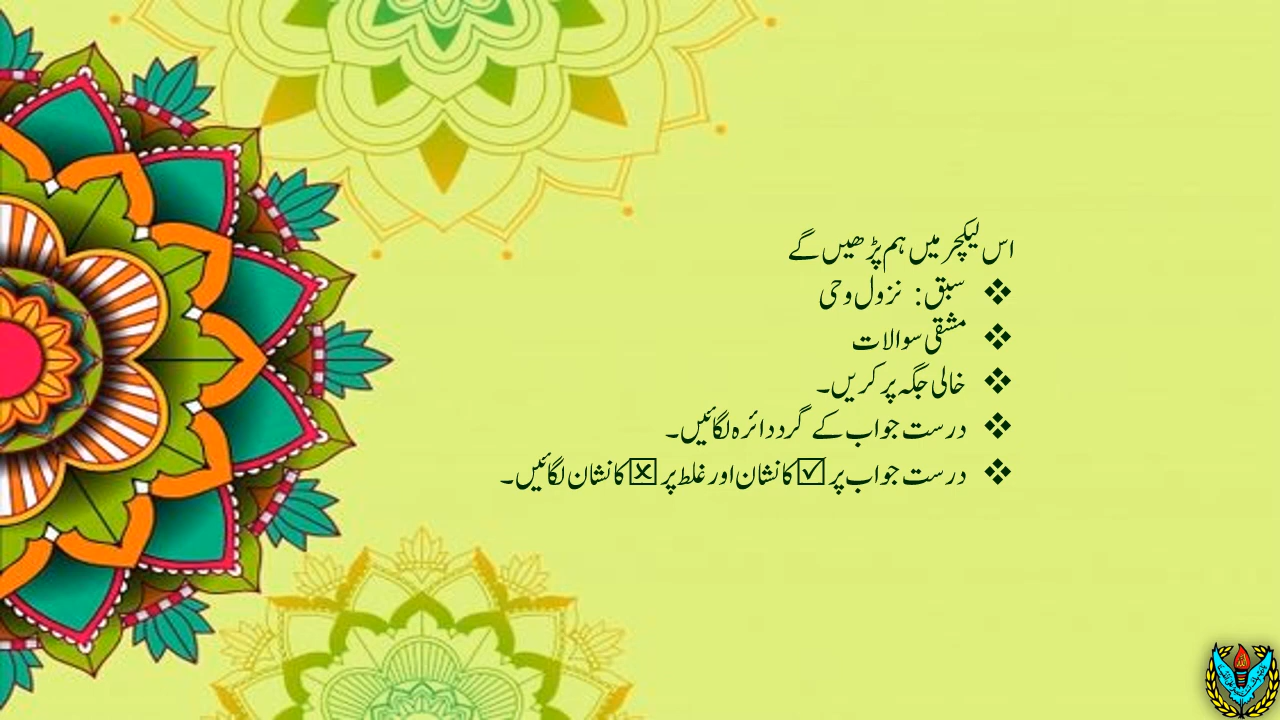 اس لیکچر میں ہم پڑھیں گے
❖ سبق: نزول وحی
❖ مشقی سوالات
❖ خالی جگہ پر کریں۔
❖ درست جواب کے گرد دائرہ لگائیں۔
❖ درست جواب پر ☑ کا نشان اور غلط پر ☒ کا نشان لگائیں۔